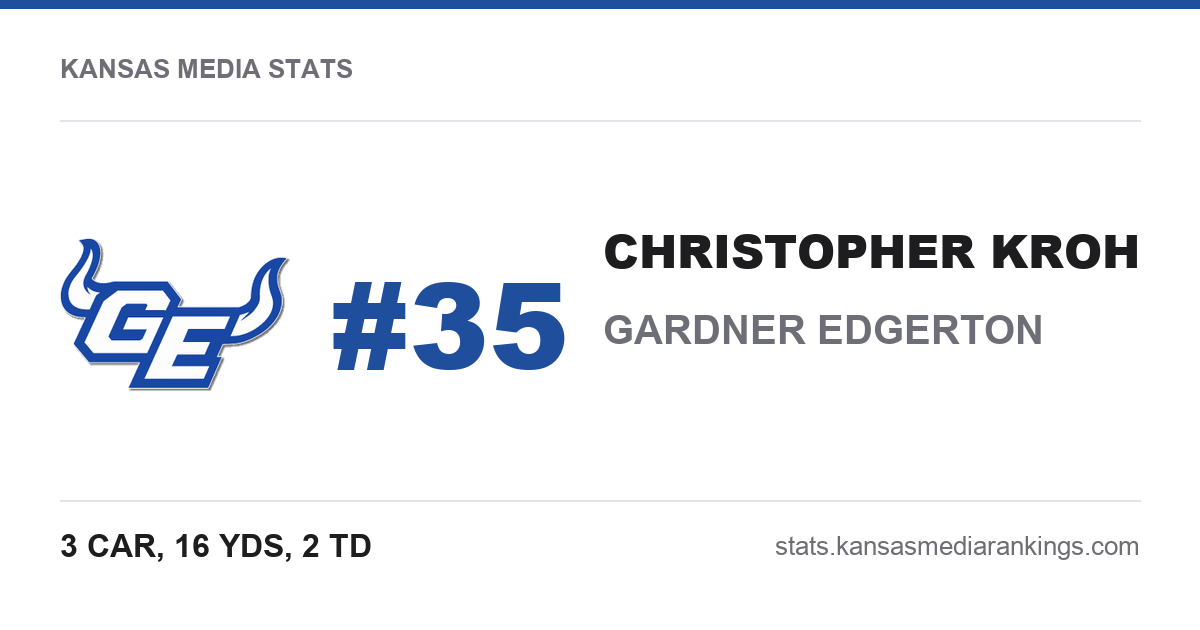 KANSAS MEDIA STATS
GE
#35
CHRISTOPHER KROH
GARDNER EDGERTON
3 CAR, 16 YDS, 2 TD
stats.kansasmediarankings.com